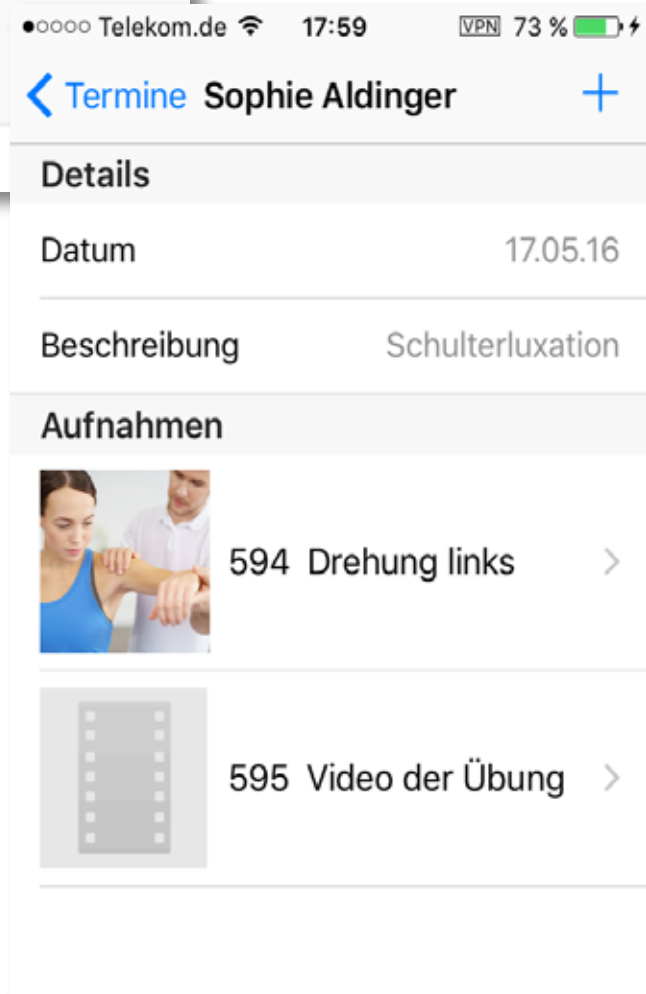 Telekom.de 17:59 VPN 73 %
Termine Sophie Aldinger +
Details
Datum 17.05.16
Beschreibung Schulterluxation
Aufnahmen
594 Drehung links
595 Video der Übung